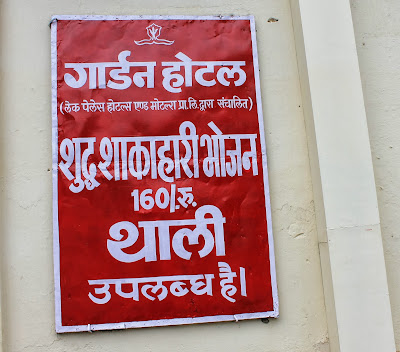 गार्डन होटल
(लेक पेलेस होटल्स एण्ड मोटल्स प्रा.लि. द्वारा संचालित)
शुद्ध शाकाहारी भोजन
160/रु.
थाली
उपलब्ध है।